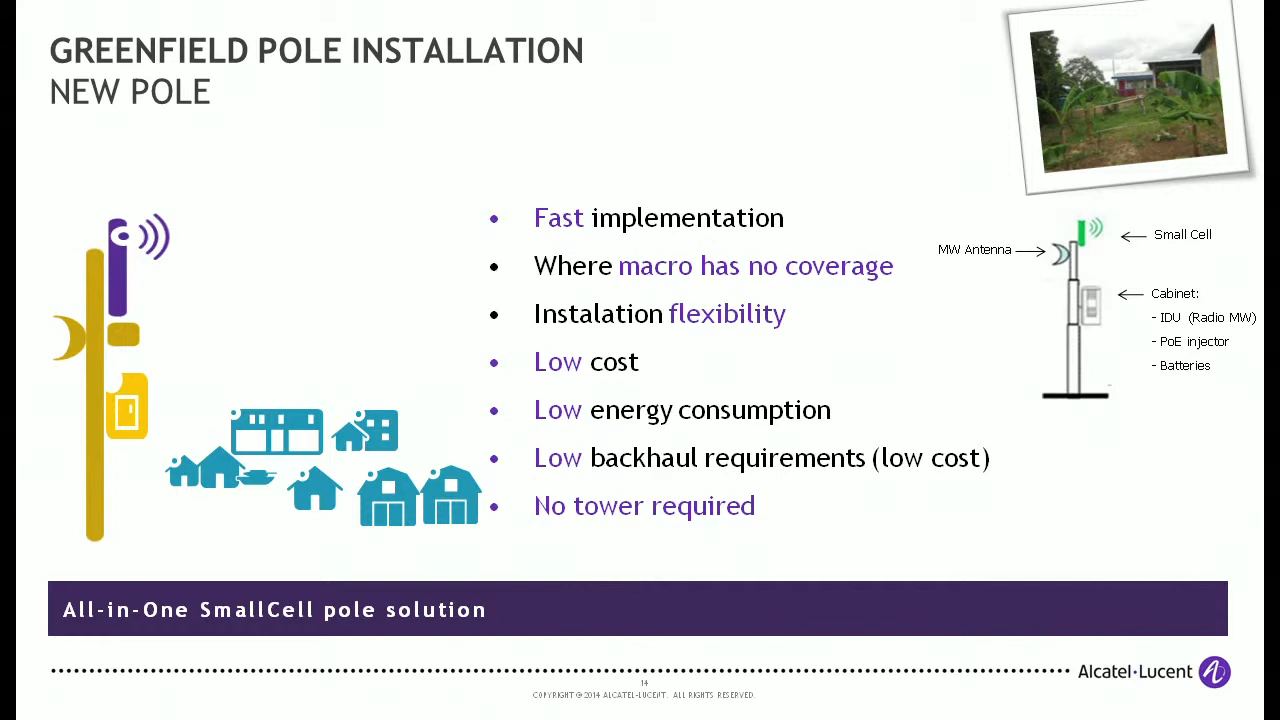 GREENFIELD POLE INSTALLATION
NEW POLE
• Fast implementation
• Where macro has no coverage
• Instalation flexibility
• Low cost
• Low energy consumption
• Low backhaul requirements (low cost)
• No tower required
MW Antenna
Small Cell
Cabinet:
- IDU (Radio MW)
- PoE injector
- Batteries
All-in-One SmallCell pole solution
Alcatel·Lucent
14
COPYRIGHT © 2014 ALCATEL-LUCENT. ALL RIGHTS RESERVED.